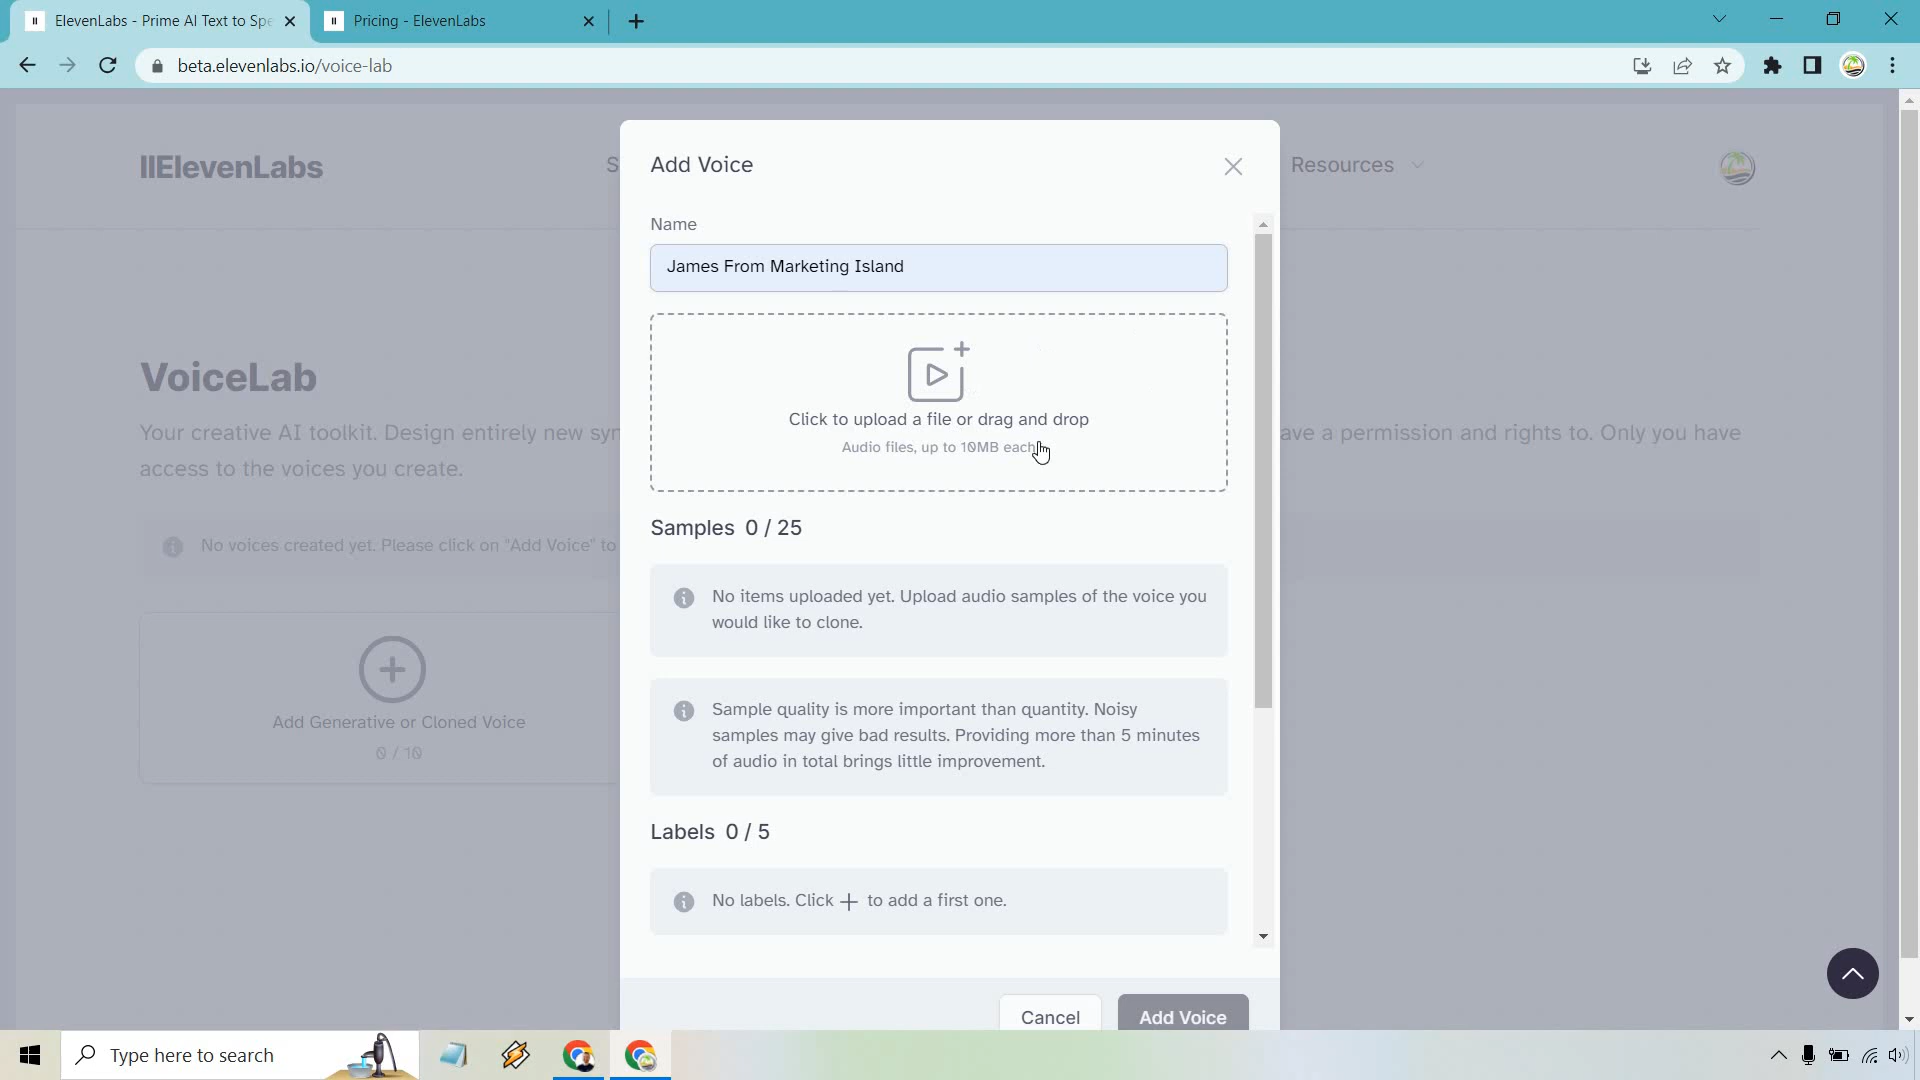 ElevenLabs - Prime AI Text to Spe
Pricing - ElevenLabs
beta.elevenlabs.io/voice-lab
IIElevenLabs
S
Resources
Add Voice
Name
James From Marketing Island
Click to upload a file or drag and drop
Audio files, up to 10MB each
VoiceLab
Your creative AI toolkit. Design entirely new syn
ave a permission and rights to. Only you have
access to the voices you create.
Samples 0 / 25
No voices created yet. Please click on "Add Voice" to
No items uploaded yet. Upload audio samples of the voice you
would like to clone.
Add Generative or Cloned Voice
0 / 10
Sample quality is more important than quantity. Noisy
samples may give bad results. Providing more than 5 minutes
of audio in total brings little improvement.
Labels 0 / 5
No labels. Click + to add a first one.
Cancel
Add Voice
Type here to search